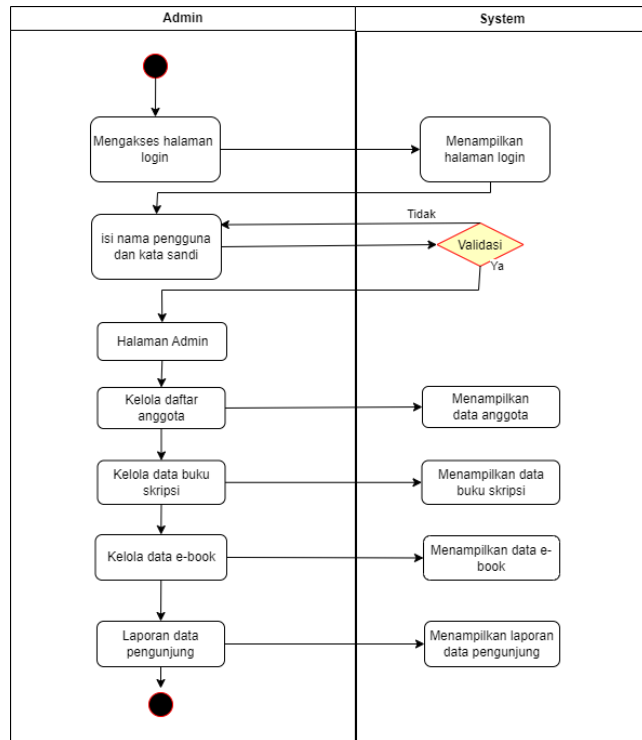 Admin
System
Mengakses halaman
login
Menampilkan
halaman login
Tidak
isi nama pengguna
dan kata sandi
Validasi
Ya
Halaman Admin
Kelola daftar
anggota
Menampilkan
data anggota
Kelola data buku
skripsi
Menampilkan data
buku skripsi
Kelola data e-book
Menampilkan data e-
book
Laporan data
pengunjung
Menampilkan laporan
data pengunjung